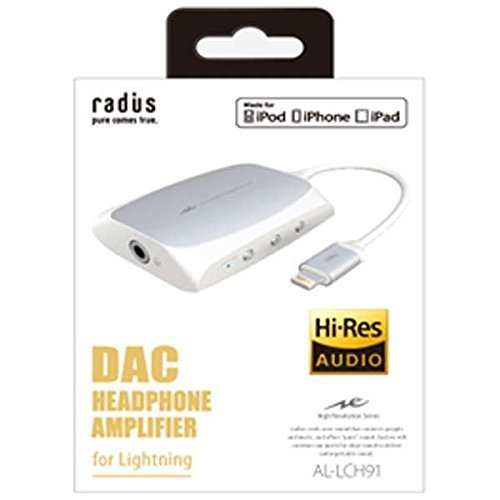 radius
pure comes true.
Made for
iPod iPhone iPad
Hi-Res
AUDIO
DAC
HEADPHONE
AMPLIFIER
for Lightning
High Resolution Series
AL-LCH91